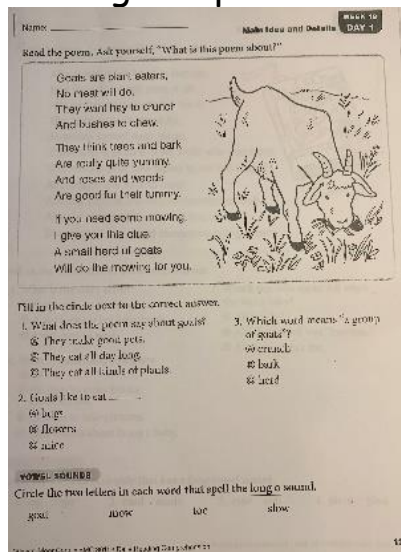 Name:
Main Idea and Details
WEEK 19
DAY 1
Read the poem. Ask yourself, "What is this poem about?"
Goats are plant eaters,
No meat will do.
They want hay to crunch
And bushes to chew.
They think trees and bark
Are really quite yummy.
And roses and weeds
Are good for their tummy.
If you need some mowing,
I give you this clue.
A small herd of goats
Will do the mowing for you.
Fill in the circle next to the correct answer.
1. What does the poem say about goats?
Ⓐ They make good pets.
Ⓑ They eat all day long.
Ⓒ They eat all kinds of plants.
2. Goats like to eat ____.
Ⓐ bugs
Ⓑ flowers
Ⓒ mice
3. Which word means "a group
of goats"?
Ⓐ crunch
Ⓑ bark
Ⓒ herd
VOWEL SOUNDS
Circle the two letters in each word that spell the long o sound.
goat mow toe slow
Reading Comprehension